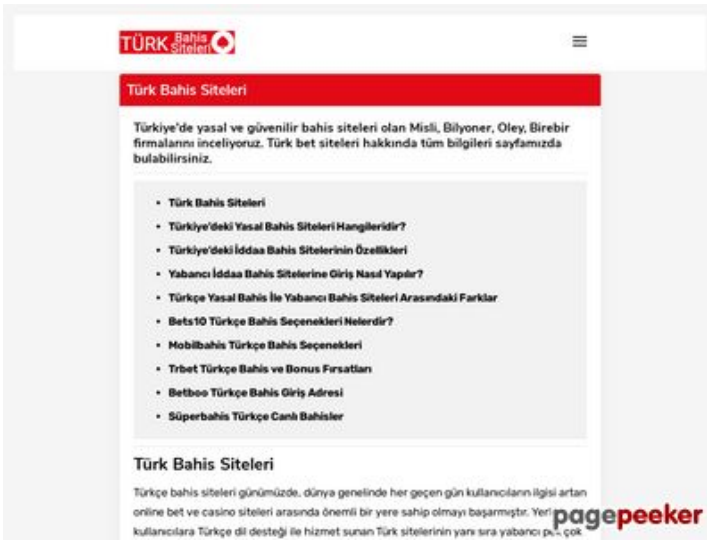 TÜRK Bahis Siteleri
Türk Bahis Siteleri
Türkiye'de yasal ve güvenilir bahis siteleri olan Misli, Bilyoner, Oley, Birebir
firmalarını inceliyoruz. Türk bet siteleri hakkında tüm bilgileri sayfamızda
bulabilirsiniz.
• Türk Bahis Siteleri
• Türkiye'deki Yasal Bahis Siteleri Hangileridir?
• Türkiye'deki İddaa Bahis Sitelerinin Özellikleri
• Yabancı İddaa Bahis Sitelerine Giriş Nasıl Yapılır?
• Türkçe Yasal Bahis İle Yabancı Bahis Siteleri Arasındaki Farklar
• Bets10 Türkçe Bahis Seçenekleri Nelerdir?
• Mobilbahis Türkçe Bahis Seçenekleri
• Trbet Türkçe Bahis ve Bonus Fırsatları
• Betboo Türkçe Bahis Giriş Adresi
• Süperbahis Türkçe Canlı Bahisler
Türk Bahis Siteleri
Türkçe bahis siteleri günümüzde, dünya genelinde her geçen gün kullanıcıların ilgisi artan
online bet ve casino siteleri arasında önemli bir yere sahip olmayı başarmıştır.
kullanıcılara Türkçe dil desteği ile hizmet sunan Türk sitelerinin yanı sıra yabancı çok
pagepeeker